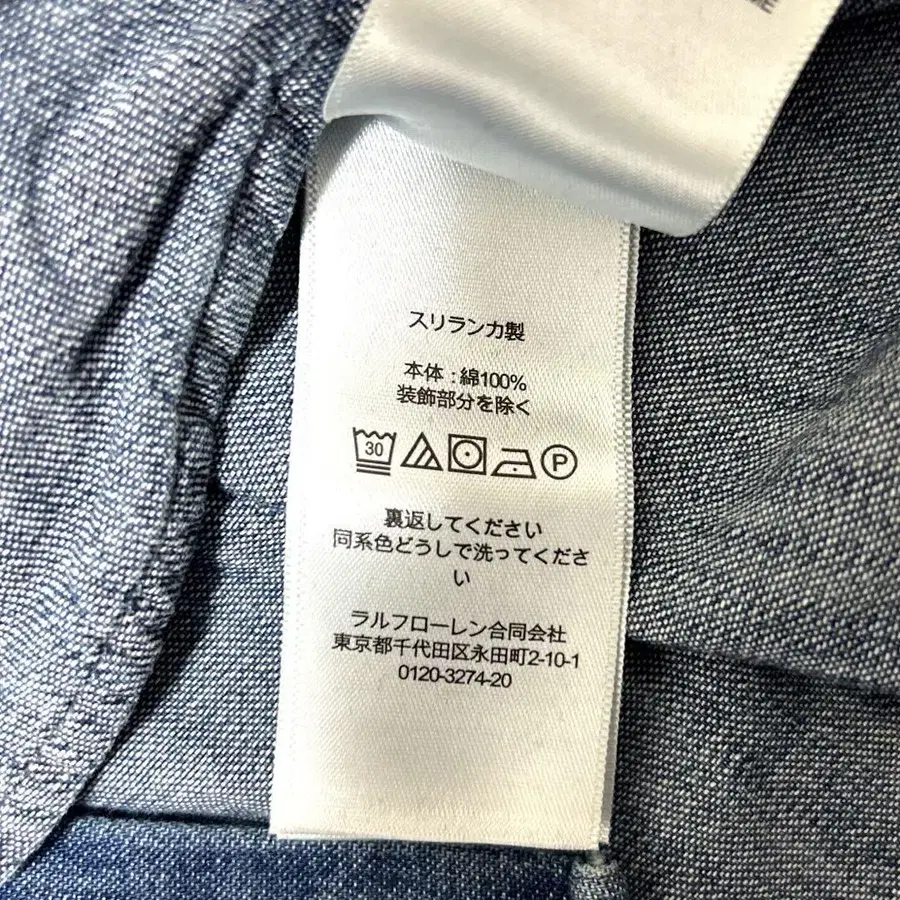 スリランカ製
本体:綿100%
装飾部分を除く
30
P
裏返してください
同系色どうしで洗ってくださ
い
ラルフローレン合同会社
東京都千代田区永田町2-10-1
0120-3274-20